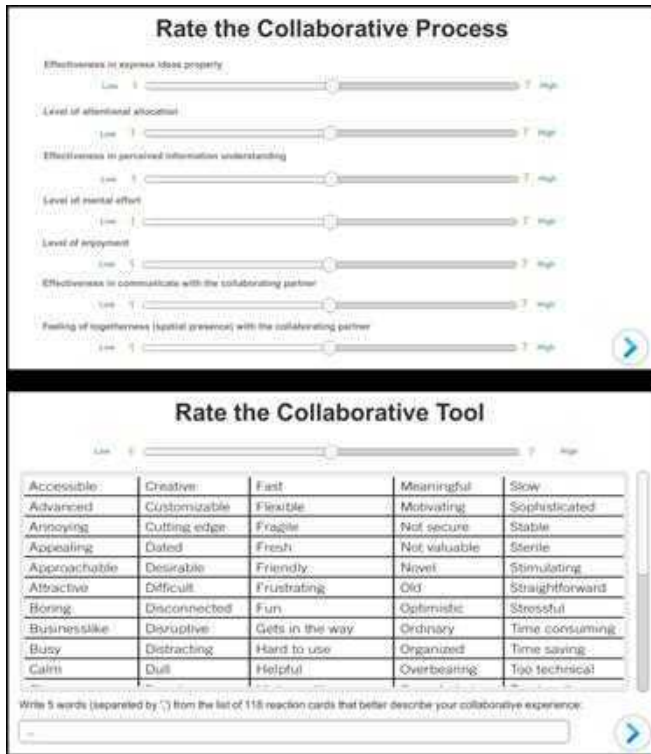 Rate the Collaborative Process
Effectiveness in express ideas properly
Low 1 7 High
Level of attentional allocation
Low 1 7 High
Effectiveness in perceived information understanding
Low 1 7 High
Level of mental effort
Low 1 7 High
Level of enjoyment
Low 1 7 High
Effectiveness in communicate with the collaborating partner
Low 1 7 High
Feeling of togetherness (spatial presence) with the collaborating partner
Low 1 7 High
Rate the Collaborative Tool
Low 1 7 High
Accessible Creative Fast Meaningful Slow
Advanced Customizable Flexible Motivating Sophisticated
Annoying Cutting edge Fragile Not secure Stable
Appealing Dated Fresh Not valuable Sterile
Approachable Desirable Friendly Novel Stimulating
Attractive Difficult Frustrating Old Straightforward
Boring Disconnected Fun Optimistic Stressful
Businesslike Disruptive Gets in the way Ordinary Time consuming
Busy Distracting Hard to use Organized Time saving
Calm Dull Helpful Overbearing Too technical
Write 5 words (separeted by ';') from the list of 118 reaction cards that better describe your collaborative experience: